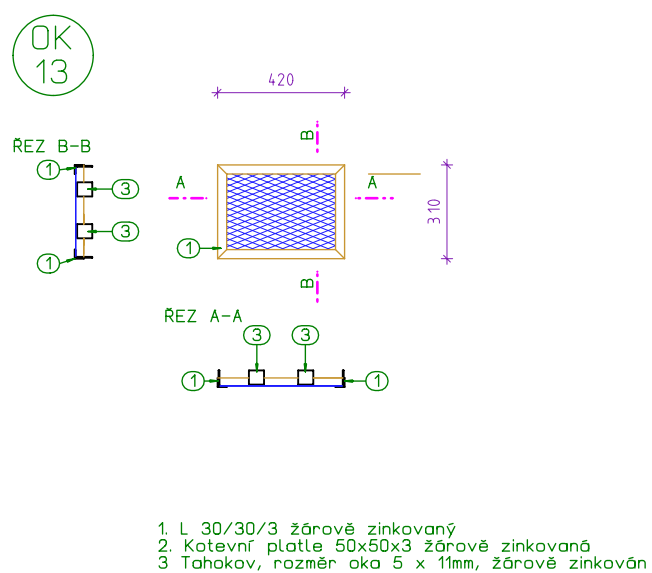 OK
13
420
B
ŘEZ B-B
1
3
A
A
310
3
1
1
B
ŘEZ A-A
3
3
1
1
1. L 30/30/3 žárově zinkovaný
2. Kotevní platle 50x50x3 žárově zinkovaná
3 Tahokov, rozměr oka 5 x 11mm, žárově zinkován